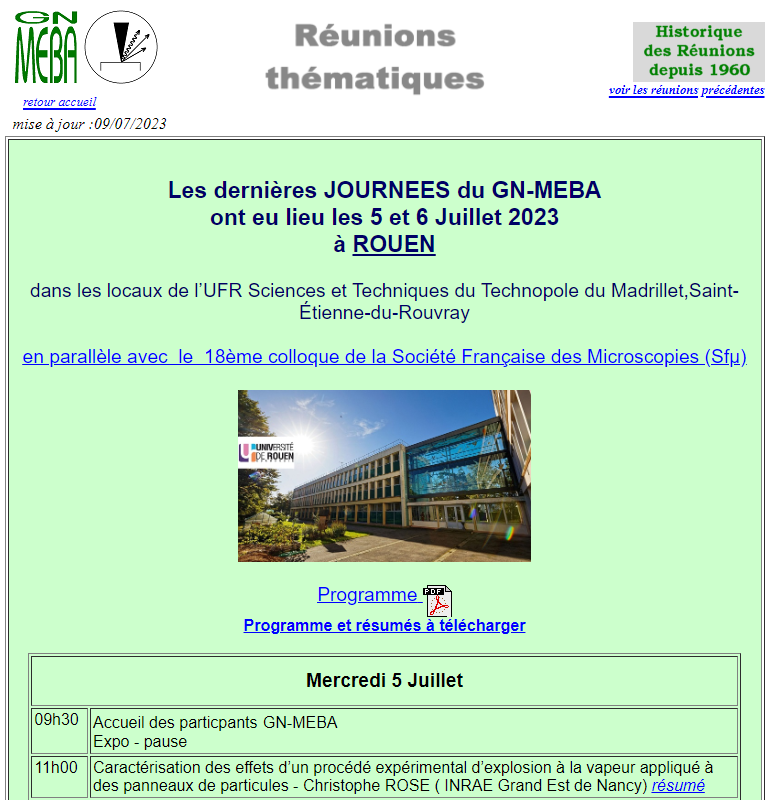 GN
MEBA
Réunions
thématiques
Historique
des Réunions
depuis 1960
voir les réunions précédentes
retour accueil
mise à jour :09/07/2023
Les dernières JOURNEES du GN-MEBA
ont eu lieu les 5 et 6 Juillet 2023
à ROUEN
dans les locaux de l’UFR Sciences et Techniques du Technopole du Madrillet,Saint-
Étienne-du-Rouvray
en parallèle avec le 18ème colloque de la Société Française des Microscopies (Sfµ)
UNIVERSITÉ
DE ROUEN
Programme
PDF
Programme et résumés à télécharger
Mercredi 5 Juillet
09h30
Accueil des particpants GN-MEBA
Expo - pause
11h00
Caractérisation des effets d’un procédé expérimental d’explosion à la vapeur appliqué à
des panneaux de particules - Christophe ROSE ( INRAE Grand Est de Nancy) résumé